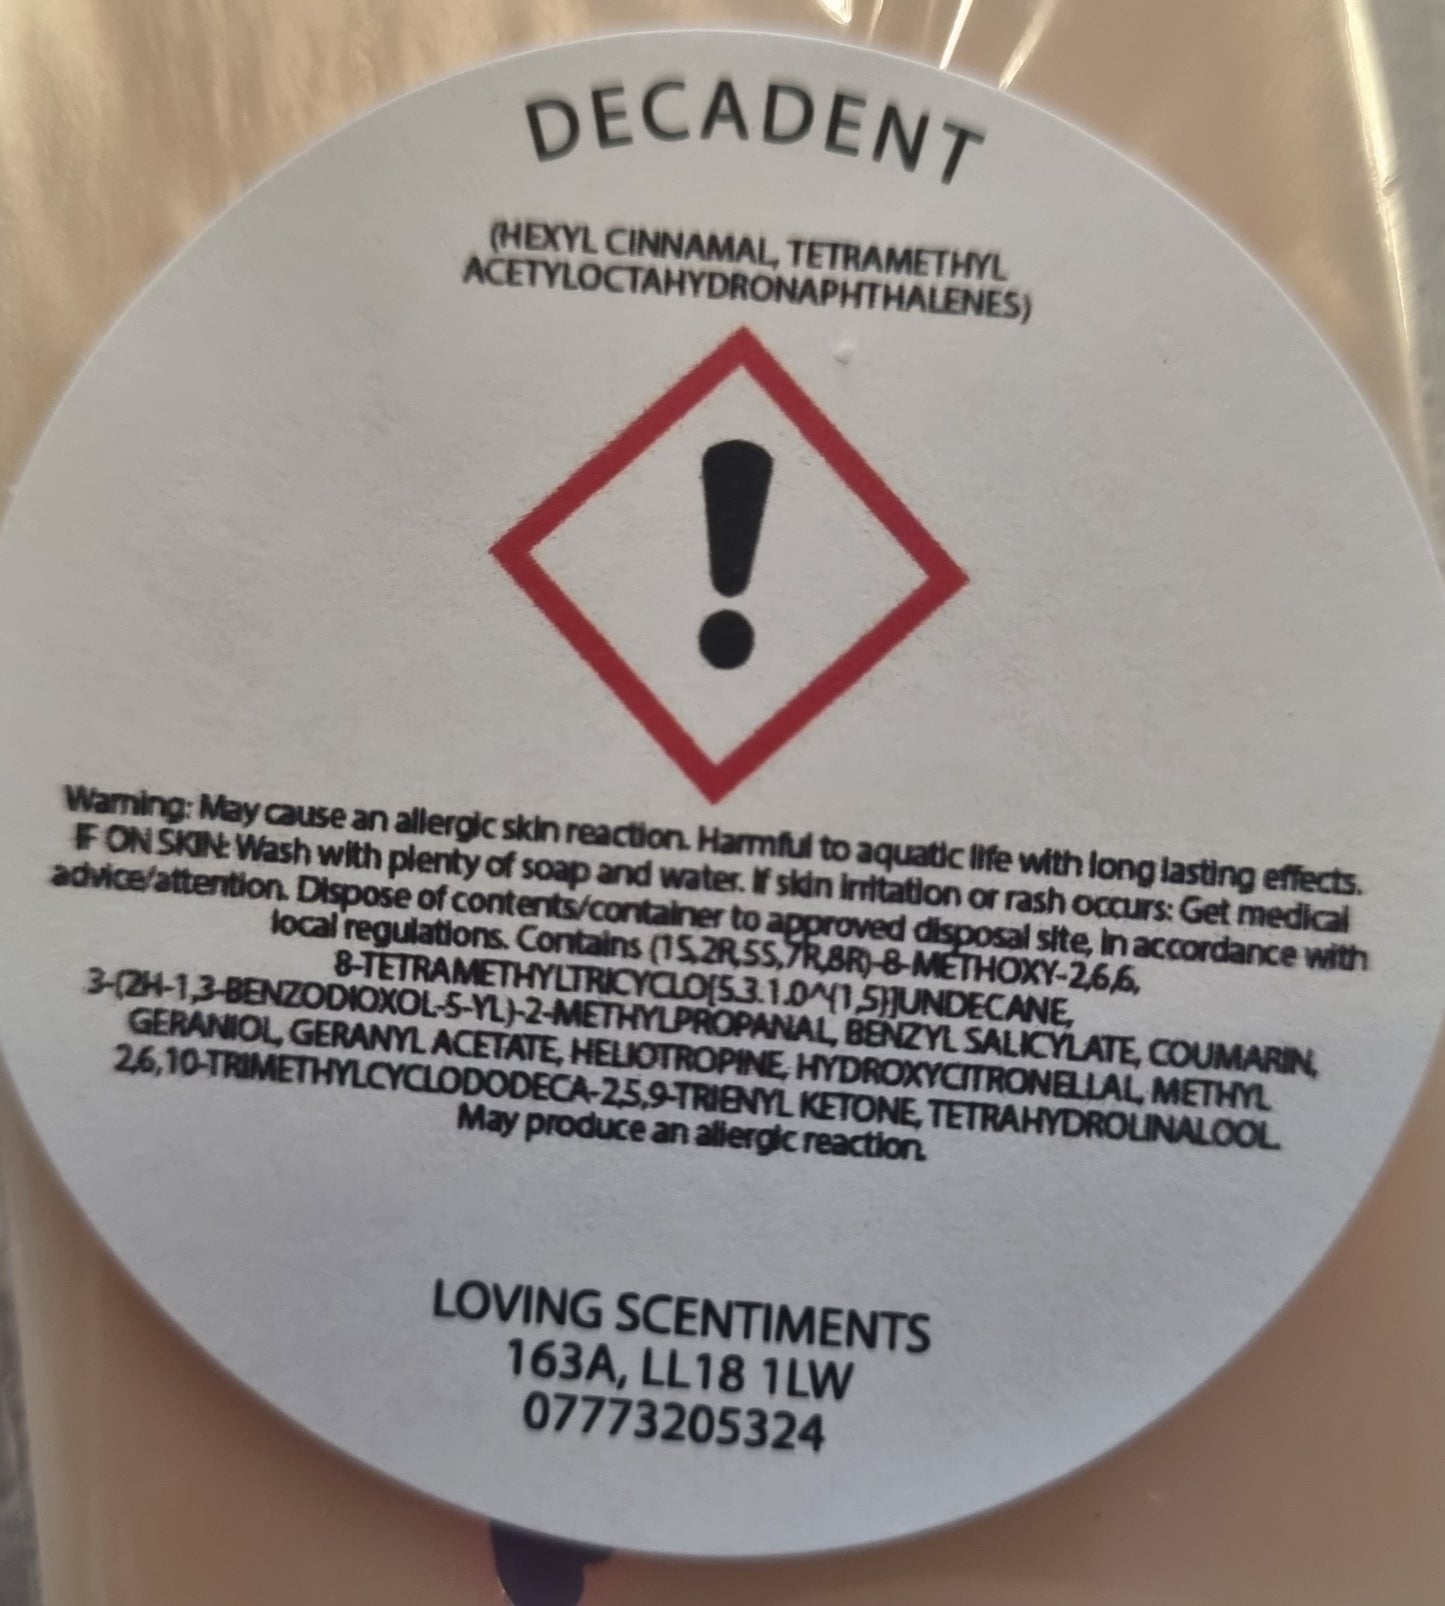 DECADENT
(HEXYL CINNAMAL, TETRAMETHYL
ACETYLOCTAHYDRONAPHTHALENES)
Warning: May cause an allergic skin reaction. Harmful to aquatic life with long lasting effects.
IF ON SKIN: Wash with plenty of soap and water. If skin irritation or rash occurs: Get medical
advice/attention. Dispose of contents/container to approved disposal site, in accordance with
local regulations. Contains (1S,2R,5S,7R,8R)-8-METHOXY-2,6,6,
8-TETRAMETHYLTRICYCLO[5.3.1.0^{1,5}]UNDECANE,
3-(2H-1,3-BENZODIOXOL-5-YL)-2-METHYLPROPANAL, BENZYL SALICYLATE, COUMARIN,
GERANIOL, GERANYL ACETATE, HELIOTROPINE, HYDROXYCITRONELLAL, METHYL
2,6,10-TRIMETHYLCYCLODODECA-2,5,9-TRIENYL KETONE, TETRAHYDROLINALOOL.
May produce an allergic reaction.
LOVING SCENTIMENTS
163A, LL18 1LW
07773205324